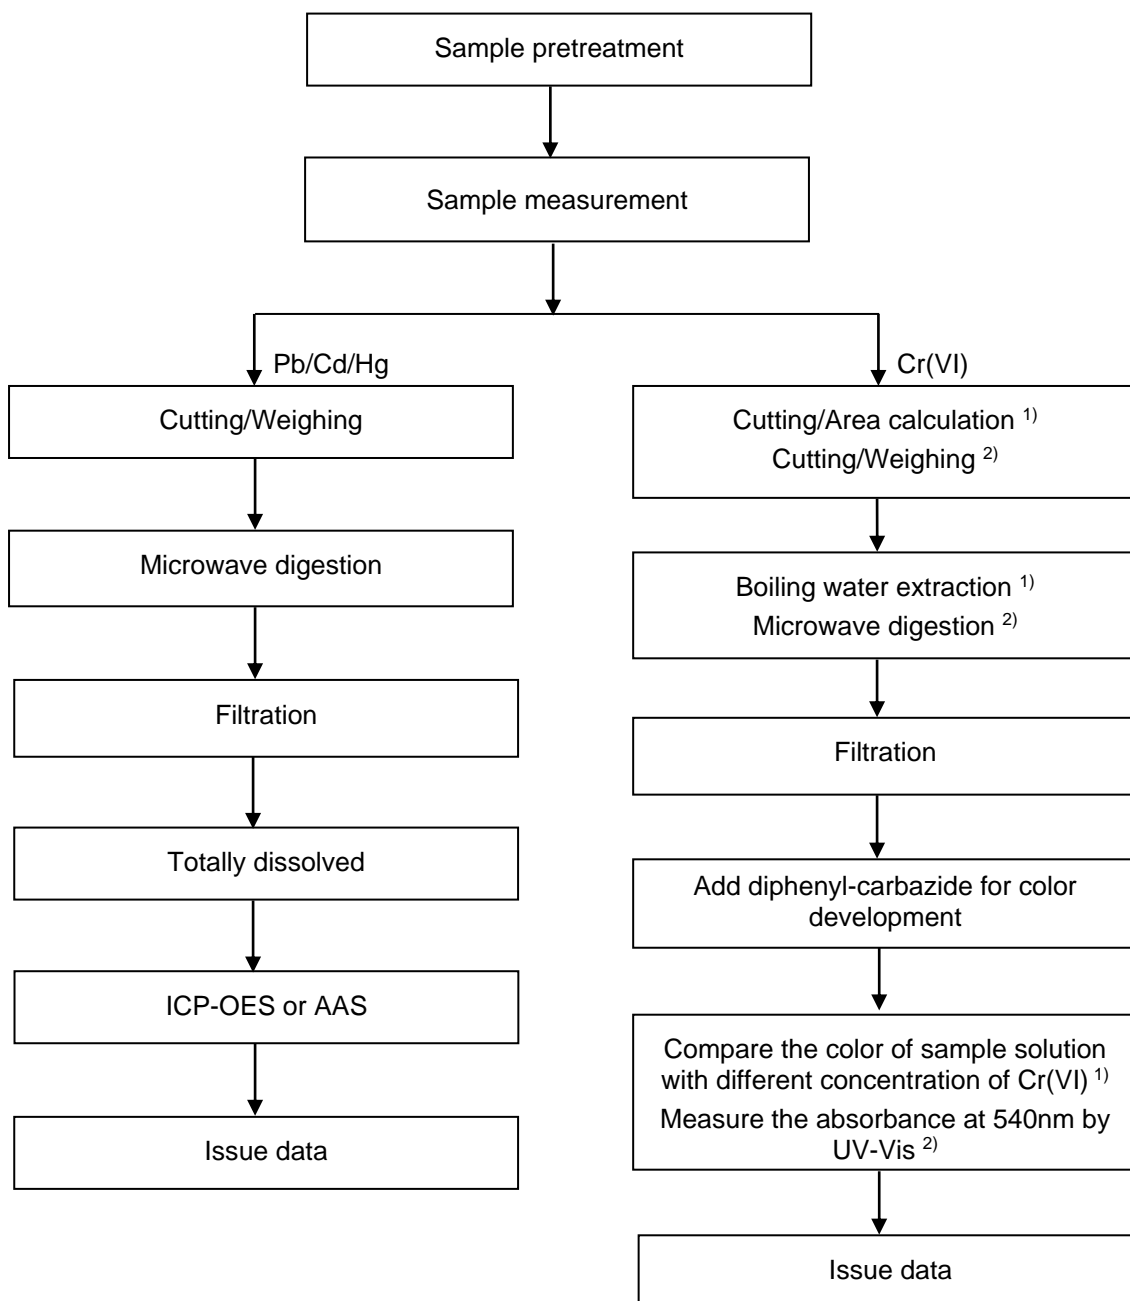 Sample pretreatment
Sample measurement
Pb/Cd/Hg
Cutting/Weighing
Microwave digestion
Filtration
Totally dissolved
ICP-OES or AAS
Issue data
Cr(VI)
Cutting/Area calculation 1)
Cutting/Weighing 2)
Boiling water extraction 1)
Microwave digestion 2)
Filtration
Add diphenyl-carbazide for color
development
Compare the color of sample solution
with different concentration of Cr(VI) 1)
Measure the absorbance at 540nm by
UV-Vis 2)
Issue data